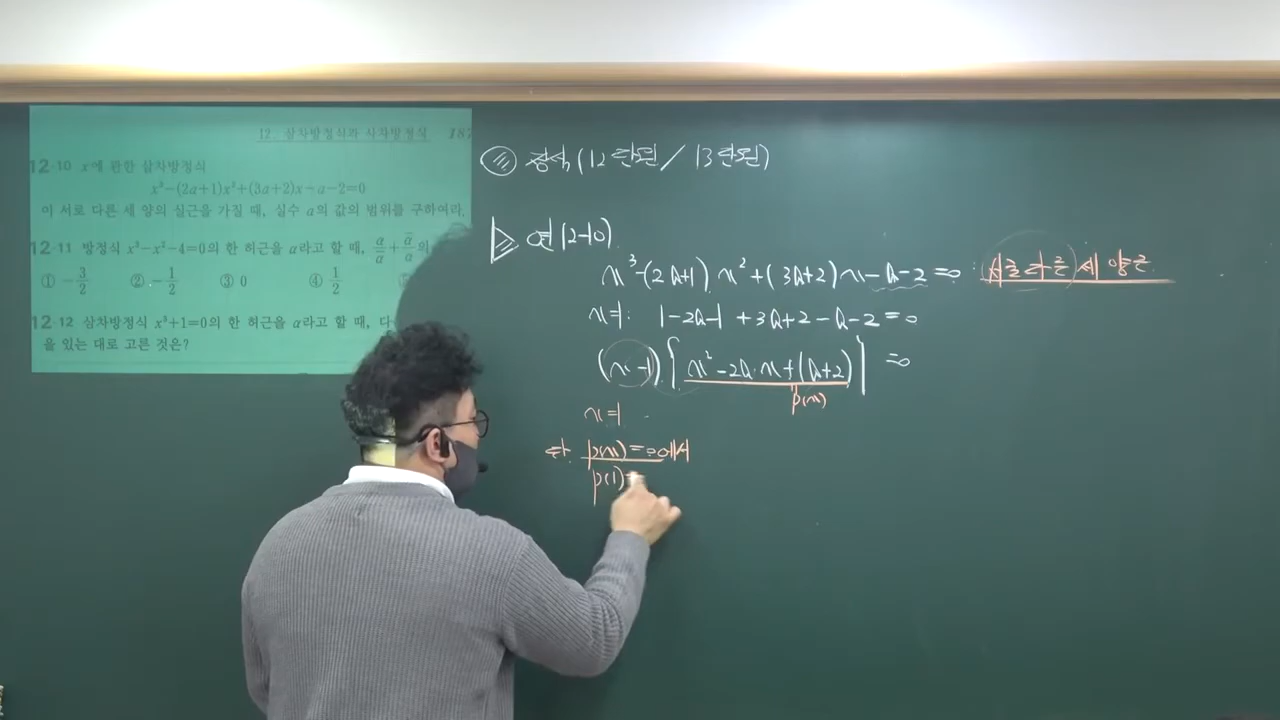 12. 삼차방정식과 사차방정식 187
12·10 x에 관한 삼차방정식
x³−(2a+1)x²+(3a+2)x−a−2=0
이 서로 다른 세 양의 실근을 가질 때, 실수 a의 값의 범위를 구하여라.
12·11 방정식 x³−x²−4=0의 한 허근을 α라고 할 때, α/ᾱ+ᾱ/α의
① −3/2 ② −1/2 ③ 0 ④ 1/2
12·12 삼차방정식 x³+1=0의 한 허근을 α라고 할 때, 다
을 있는 대로 고른 것은?
정석(12단원 / 13단원)
연12-10)
x³-(2a+1)x²+(3a+2)x-a-2=0 서로다른 세 양근
x=1: 1-2a-1+3a+2-a-2=0
(x-1)[x²-2a·x+(a+2)]=0
p(x)
x=1
p(x)=0에서
p(1)=